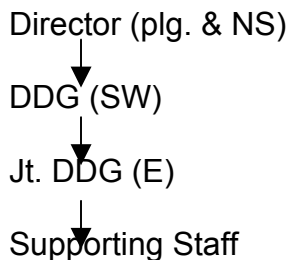 Director (plg. & NS)
DDG (SW)
Jt. DDG (E)
Supporting Staff